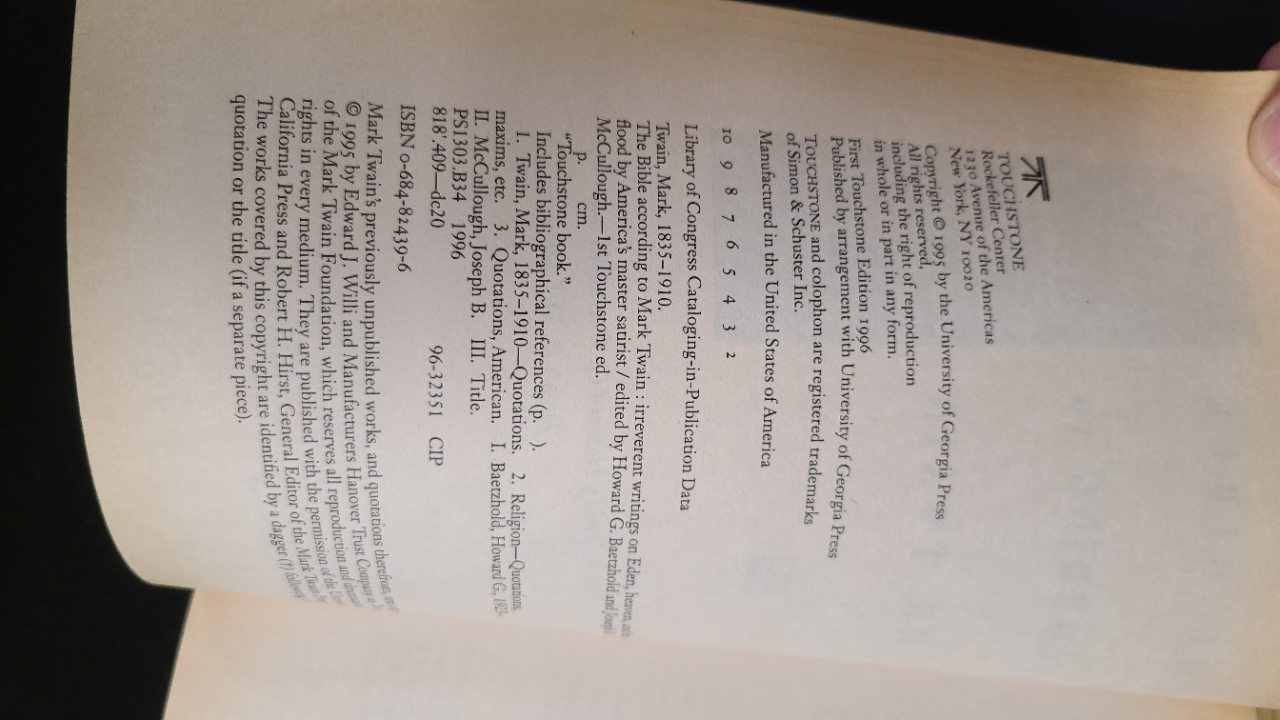 TOUCHSTONE
Rockefeller Center
1230 Avenue of the Americas
New York, NY 10020
Copyright © 1995 by the University of Georgia Press
All rights reserved,
including the right of reproduction
in whole or in part in any form.
First Touchstone Edition 1996
Published by arrangement with University of Georgia Press
TOUCHSTONE and colophon are registered trademarks
of Simon & Schuster Inc.
Manufactured in the United States of America
10 9 8 7 6 5 4 3 2
Library of Congress Cataloging-in-Publication Data
Twain, Mark, 1835–1910.
The Bible according to Mark Twain : irreverent writings on Eden, heaven, and
flood by America's master satirist / edited by Howard G. Baetzhold and Joseph
McCullough.—1st Touchstone ed.
p. cm.
“Touchstone book.”
Includes bibliographical references (p. ).
1. Twain, Mark, 1835–1910—Quotations. 2. Religion—Quotations,
maxims, etc. 3. Quotations, American. I. Baetzhold, Howard G., 1923-
II. McCullough, Joseph B. III. Title.
PS1303.B34 1996
818'.409—dc20 96-32351 CIP
ISBN 0-684-82439-6
Mark Twain's previously unpublished works, and quotations therefrom,
© 1995 by Edward J. Willi and Manufacturers Hanover Trust Company
of the Mark Twain Foundation, which reserves all reproduction and
rights in every medium. They are published with the permission of the
California Press and Robert H. Hirst, General Editor of the Mark Twain
The works covered by this copyright are identified by a dagger (†)
quotation or the title (if a separate piece).